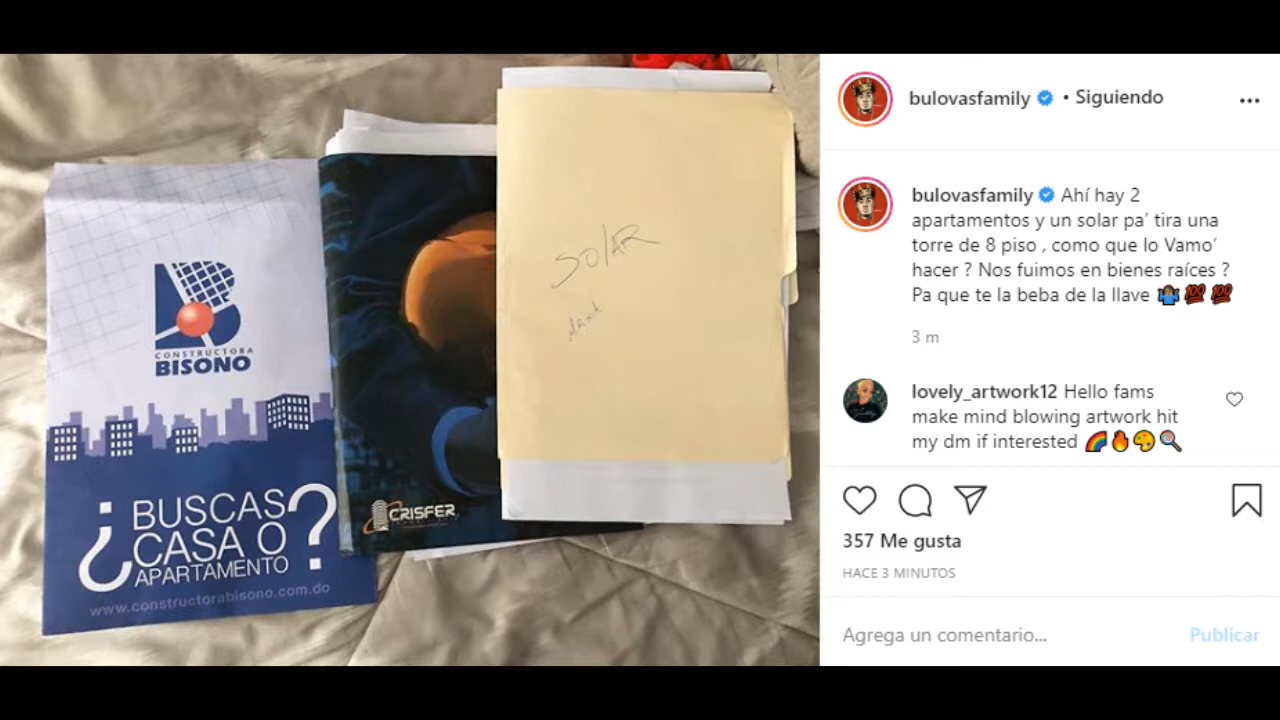 CONSTRUCTORA
BISONO
¿BUSCAS
CASA O
APARTAMENTO?
www.constructorabisono.com.do
CRISFER
SOLAR
bulovasfamily • Siguiendo
bulovasfamily Ahí hay 2
apartamentos y un solar pa’ tira una
torre de 8 piso , como que lo Vamo’
hacer ? Nos fuimos en bienes raíces ?
Pa que te la beba de la llave 🤷🏽‍♂️💯 💯
3 m
lovely_artwork12 Hello fams
make mind blowing artwork hit
my dm if interested 🌈🔥🎨🔍
357 Me gusta
HACE 3 MINUTOS
Agrega un comentario...
Publicar